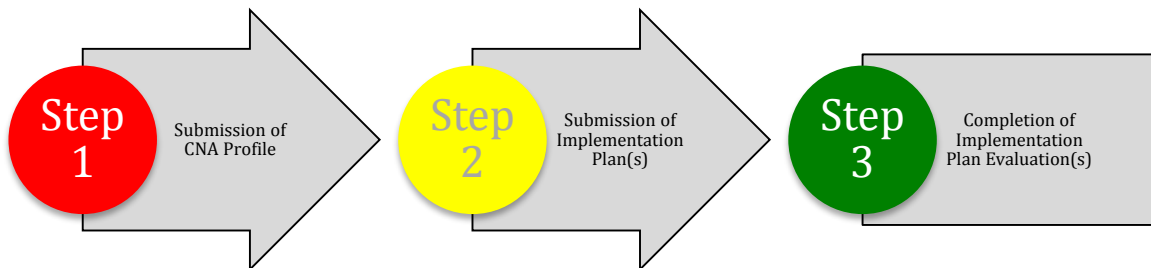 Step
1
Submission of
CNA Profile
Step
2
Submission of
Implementation
Plan(s)
Step
3
Completion of
Implementation
Plan Evaluation(s)